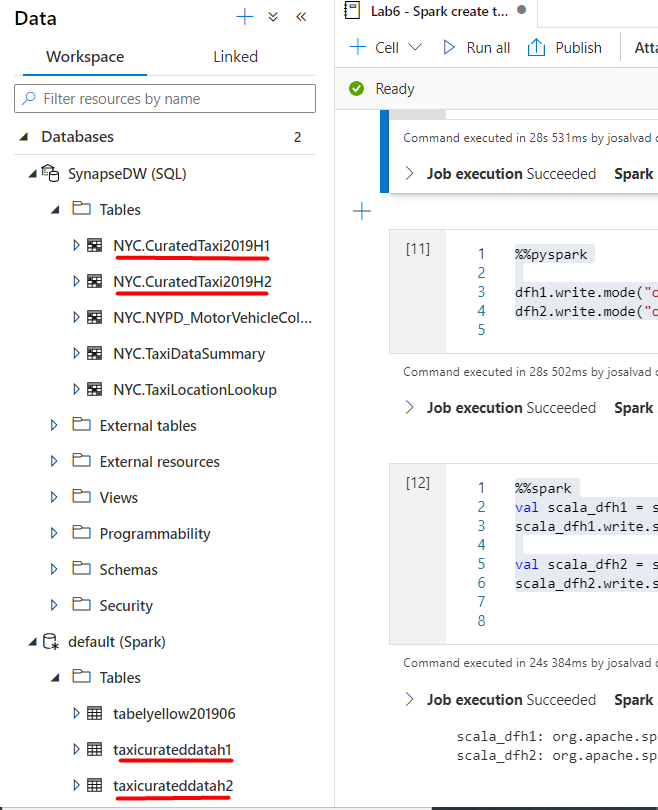 Data
Workspace
Linked
Filter resources by name
Databases
2
SynapseDW (SQL)
Tables
NYC.CuratedTaxi2019H1
NYC.CuratedTaxi2019H2
NYC.NYPD_MotorVehicleCol...
NYC.TaxiDataSummary
NYC.TaxiLocationLookup
External tables
External resources
Views
Programmability
Schemas
Security
default (Spark)
Tables
tabelyellow201906
taxicurateddatah1
taxicurateddatah2
Lab6 - Spark create t...
Cell
Run all
Publish
Atta
Ready
Command executed in 28s 531ms by josalvad o
Job execution Succeeded Spark
[11]
1 %%pyspark
2
3 dfh1.write.mode("o
4 dfh2.write.mode("o
5
Command executed in 28s 502ms by josalvad o
Job execution Succeeded Spark
[12]
1 %%spark
2 val scala_dfh1 = s
3 scala_dfh1.write.s
4
5 val scala_dfh2 = s
6 scala_dfh2.write.s
7
8
Command executed in 24s 384ms by josalvad o
Job execution Succeeded Spark
scala_dfh1: org.apache.sp
scala_dfh2: org.apache.sp